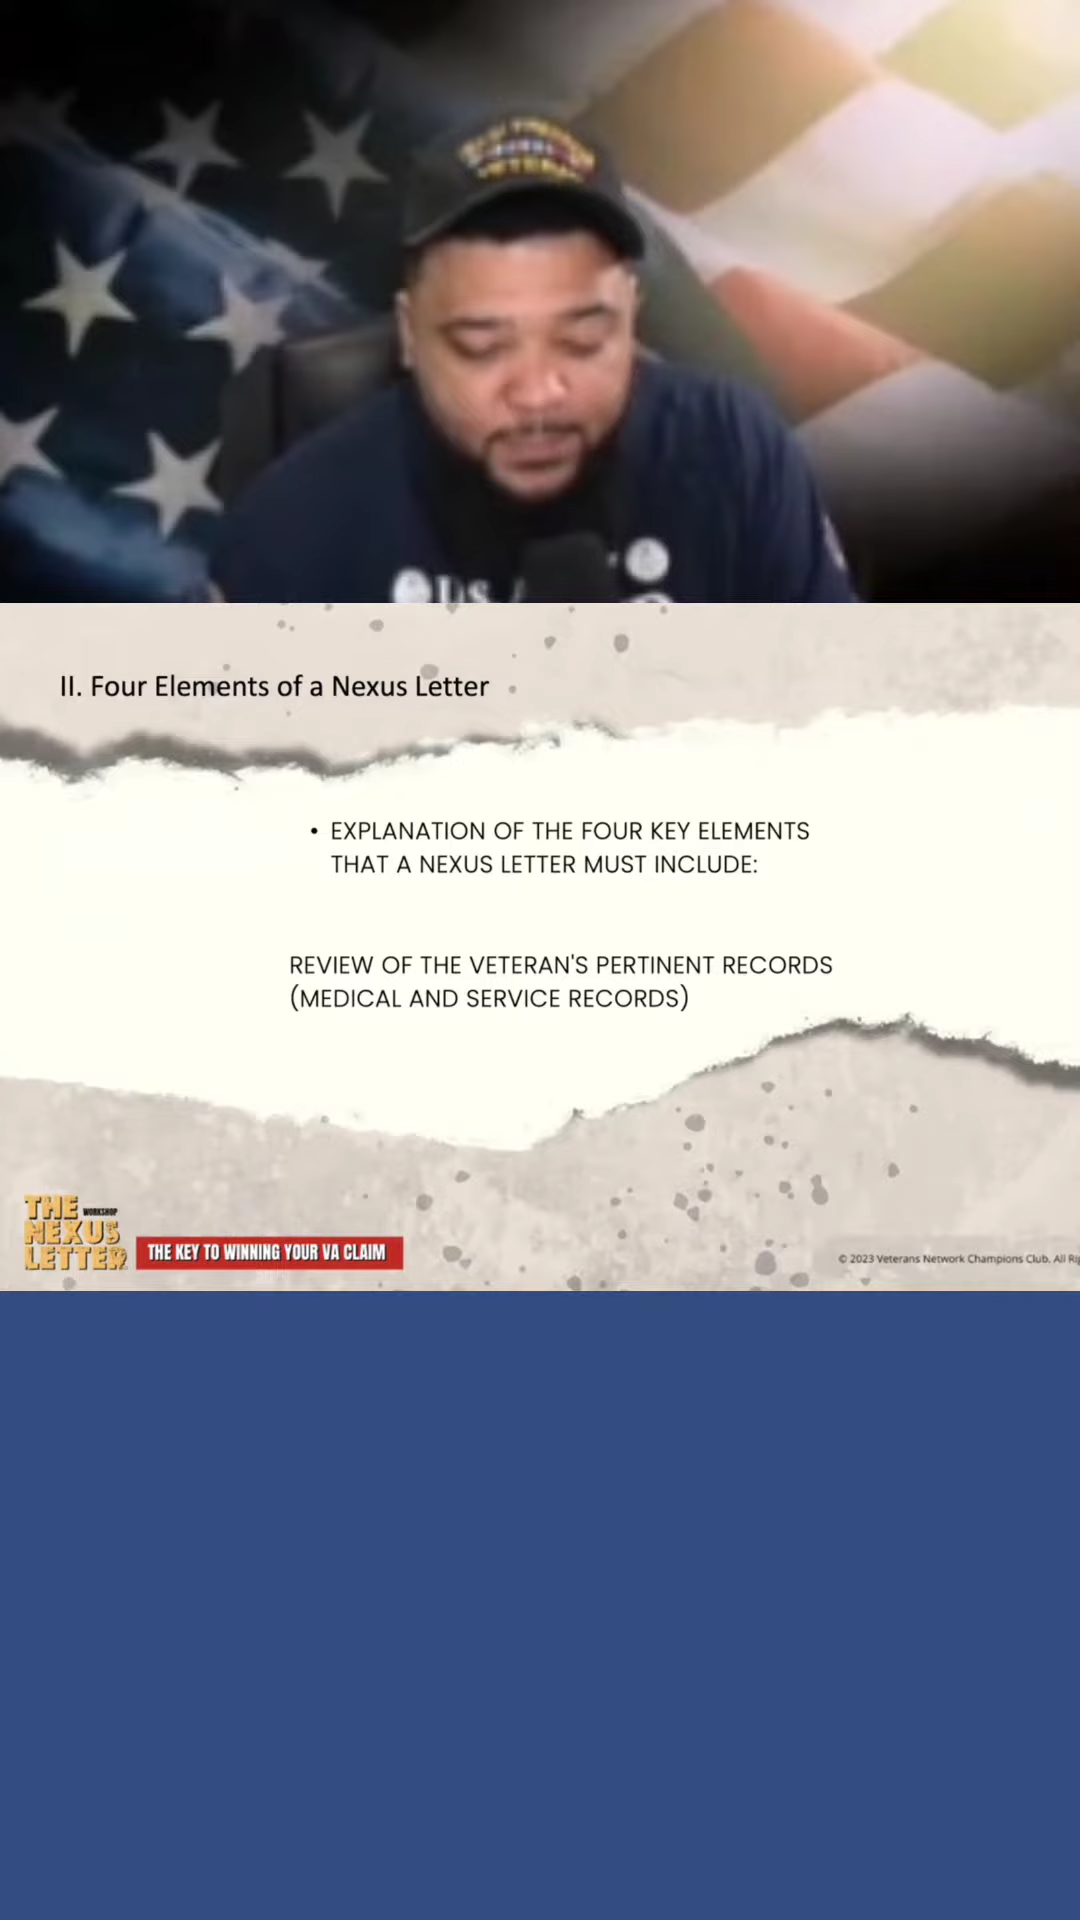 VETERAN
U.S.
II. Four Elements of a Nexus Letter
• EXPLANATION OF THE FOUR KEY ELEMENTS
THAT A NEXUS LETTER MUST INCLUDE:
REVIEW OF THE VETERAN'S PERTINENT RECORDS
(MEDICAL AND SERVICE RECORDS)
THE WORKSHOP
NEXUS
LETTER
THE KEY TO WINNING YOUR VA CLAIM
© 2023 Veterans Network Champions Club. All